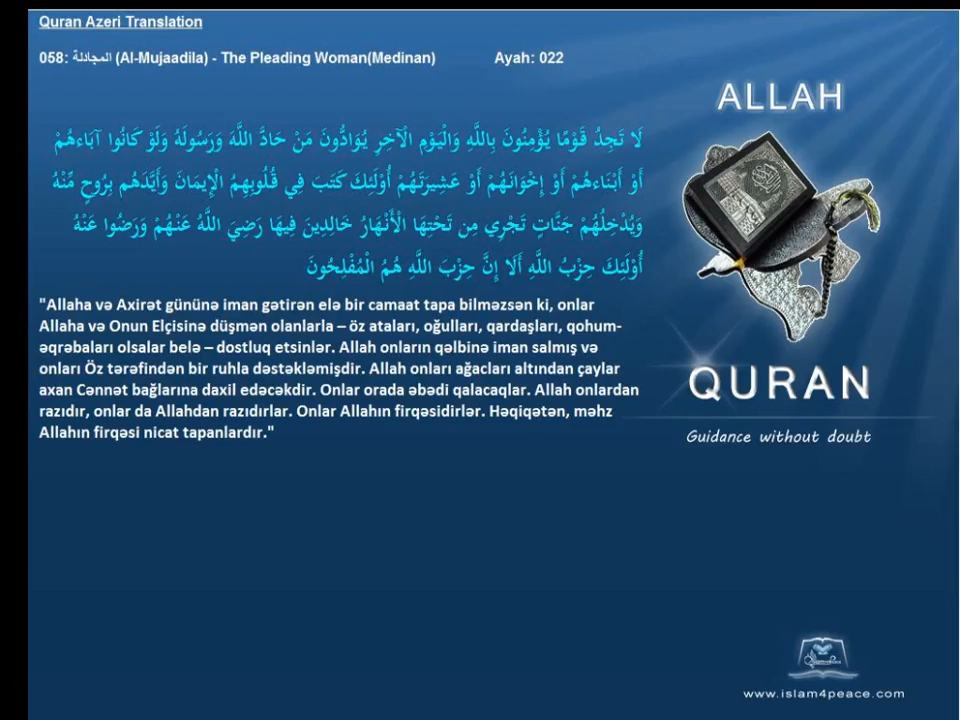 Quran Azeri Translation
058: المجادلة (Al-Mujaadila) - The Pleading Woman(Medinan) Ayah: 022
لَا تَجِدُ قَوْمًا يُؤْمِنُونَ بِاللَّهِ وَالْيَوْمِ الْآخِرِ يُوَادُّونَ مَنْ حَادَّ اللَّهَ وَرَسُولَهُ وَلَوْ كَانُوا آبَاءهُمْ
أَوْ أَبْنَاءهُمْ أَوْ إِخْوَانَهُمْ أَوْ عَشِيرَتَهُمْ أُوْلَئِكَ كَتَبَ فِي قُلُوبِهِمُ الْإِيمَانَ وَأَيَّدَهُم بِرُوحٍ مِّنْهُ
وَيُدْخِلُهُمْ جَنَّاتٍ تَجْرِي مِن تَحْتِهَا الْأَنْهَارُ خَالِدِينَ فِيهَا رَضِيَ اللَّهُ عَنْهُمْ وَرَضُوا عَنْهُ
أُوْلَئِكَ حِزْبُ اللَّهِ أَلَا إِنَّ حِزْبَ اللَّهِ هُمُ الْمُفْلِحُونَ
"Allaha və Axirət gününə iman gətirən elə bir camaat tapa bilməzsən ki, onlar
Allaha və Onun Elçisinə düşmən olanlarla – öz ataları, oğulları, qardaşları, qohum-
əqrəbaları olsalar belə – dostluq etsinlər. Allah onların qəlbinə iman salmış və
onları Öz tərəfindən bir ruhla dəstəkləmişdir. Allah onları ağacları altından çaylar
axan Cənnət bağlarına daxil edəcəkdir. Onlar orada əbədi qalacaqlar. Allah onlardan
razıdır, onlar da Allahdan razıdırlar. Onlar Allahın firqəsidirlər. Həqiqətən, məhz
Allahın firqəsi nicat tapanlardır."
ALLAH
QURAN
Guidance without doubt
www.islam4peace.com